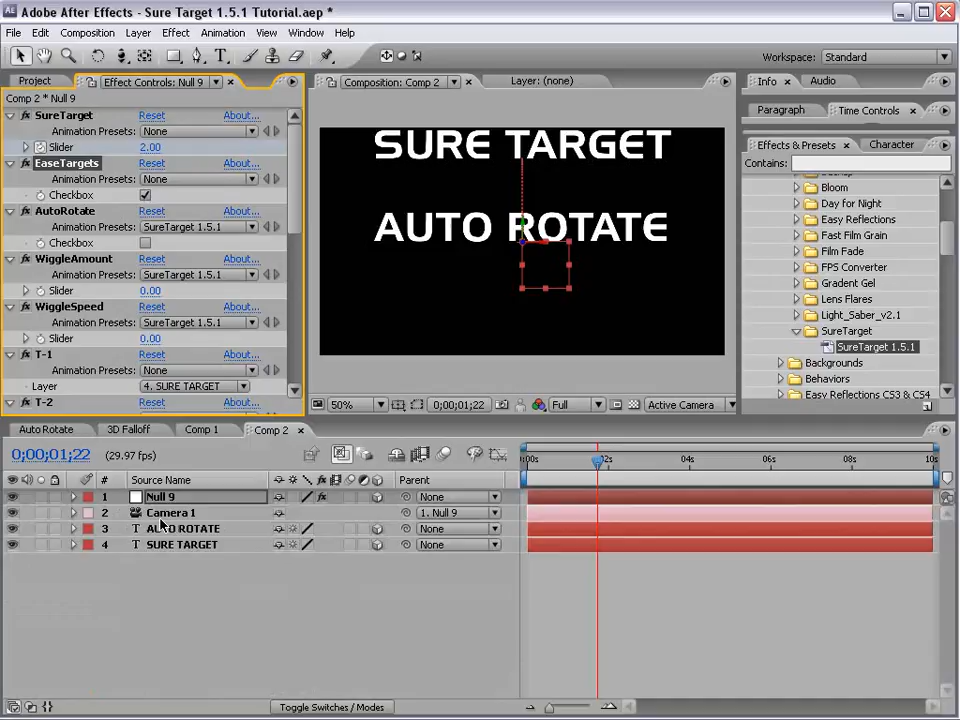 Adobe After Effects - Sure Target 1.5.1 Tutorial.aep *
File Edit Composition Layer Effect Animation View Window Help
Workspace: Standard
Project Effect Controls: Null 9
Comp 2 * Null 9
SureTarget Reset About...
Animation Presets: None
Slider 2.00
EaseTargets Reset About...
Animation Presets: None
Checkbox
AutoRotate Reset About...
Animation Presets: SureTarget 1.5.1
Checkbox
WiggleAmount Reset About...
Animation Presets: SureTarget 1.5.1
Slider 0.00
WiggleSpeed Reset About...
Animation Presets: SureTarget 1.5.1
Slider 0.00
T-1 Reset About...
Animation Presets: None
Layer 4. SURE TARGET
T-2 Reset About...
Composition: Comp 2 Layer: (none)
SURE TARGET
AUTO ROTATE
50% 0;00;01;22 Full Active Camera
Info Audio
Paragraph Time Controls
Effects & Presets Character
Contains:
Bloom
Day for Night
Easy Reflections
Fast Film Grain
Film Fade
FPS Converter
Gradent Gel
Lens Flares
Light_Saber_v2.1
SureTarget
SureTarget 1.5.1
Backgrounds
Behaviors
Easy Reflections CS3 & CS4
Auto Rotate 3D Falloff Comp 1 Comp 2
0;00;01;22 (29.97 fps)
# Source Name Parent
1 Null 9 None
2 Camera 1 1. Null 9
3 T AUTO ROTATE None
4 T SURE TARGET None
:00s 02s 04s 06s 08s 10s
Toggle Switches / Modes